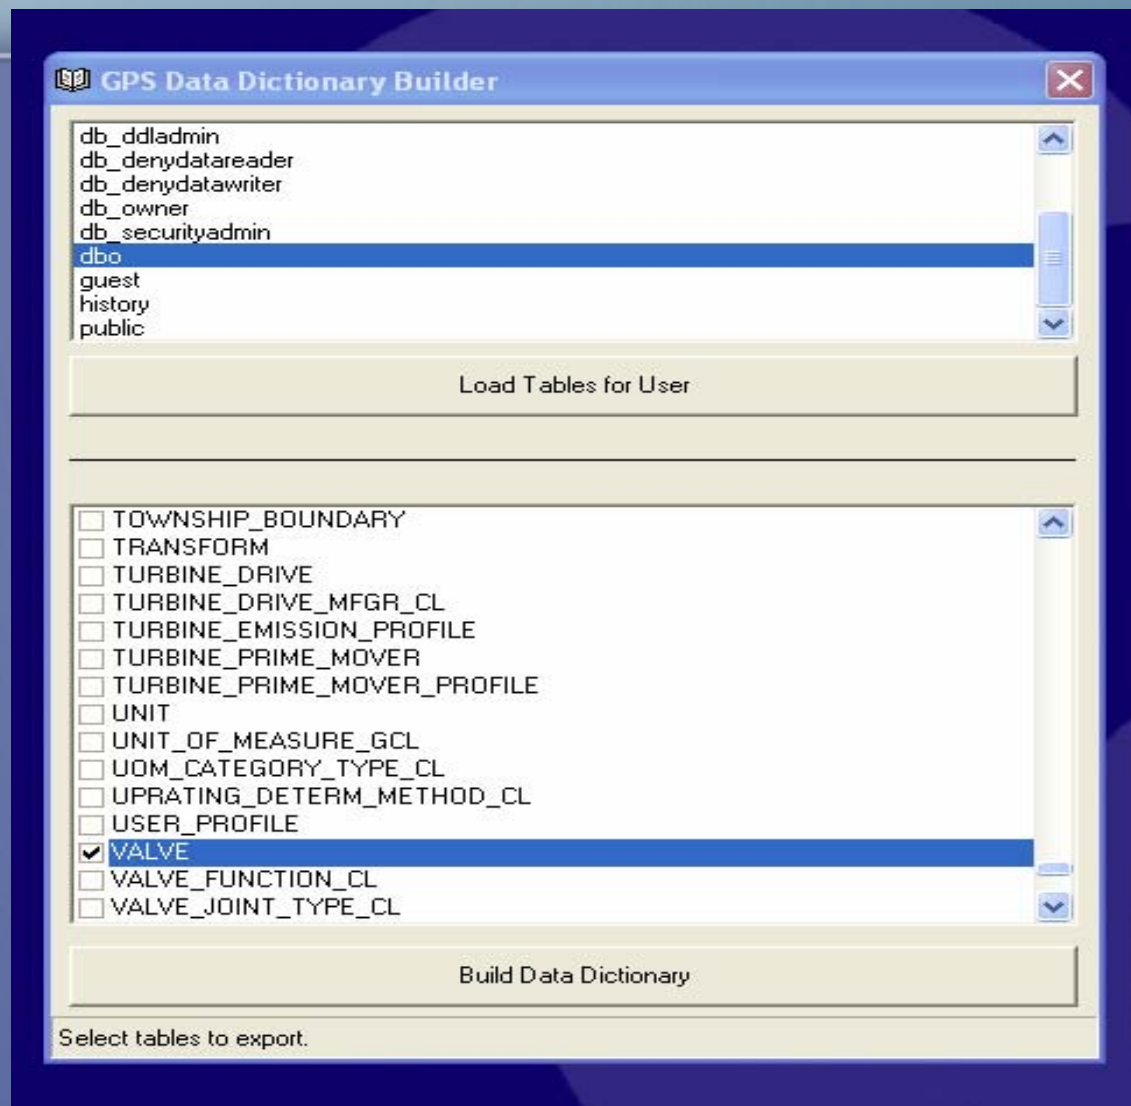 GPS Data Dictionary Builder
db_ddladmin
db_denydatareader
db_denydatawriter
db_owner
db_securityadmin
dbo
guest
history
public
Load Tables for User
TOWNSHIP_BOUNDARY
TRANSFORM
TURBINE_DRIVE
TURBINE_DRIVE_MFGR_CL
TURBINE_EMISSION_PROFILE
TURBINE_PRIME_MOVER
TURBINE_PRIME_MOVER_PROFILE
UNIT
UNIT_OF_MEASURE_GCL
UOM_CATEGORY_TYPE_CL
UPRATING_DETERM_METHOD_CL
USER_PROFILE
VALVE
VALVE_FUNCTION_CL
VALVE_JOINT_TYPE_CL
Build Data Dictionary
Select tables to export.